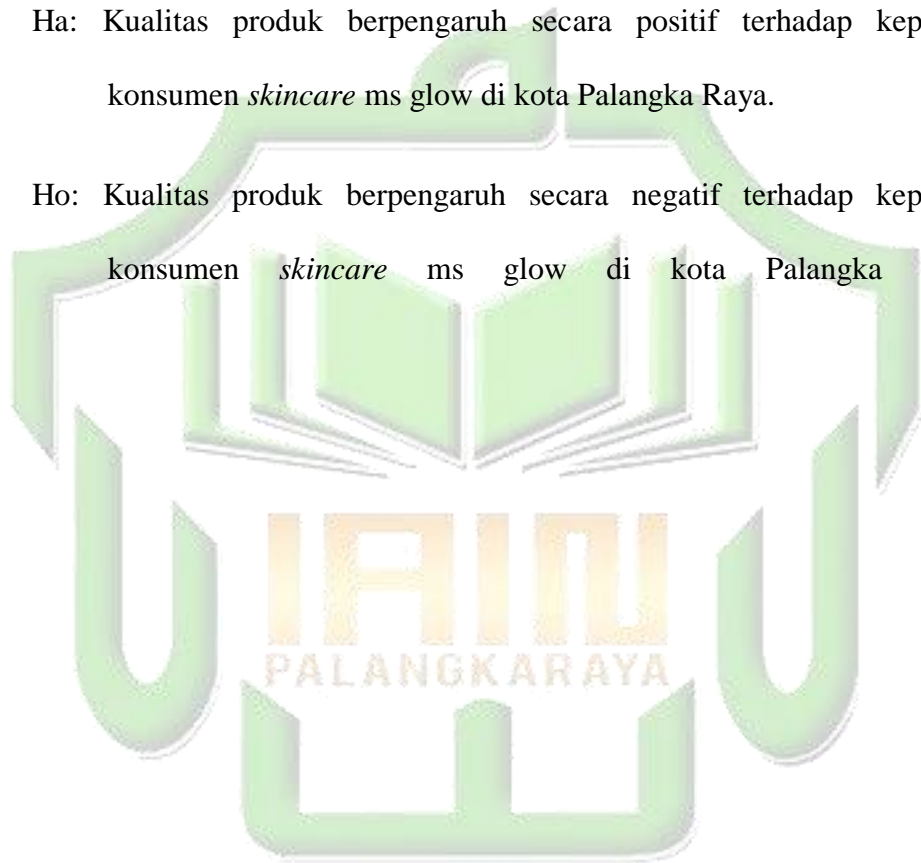 Ha: Kualitas produk berpengaruh secara positif terhadap kep
konsumen skincare ms glow di kota Palangka Raya.
Ho: Kualitas produk berpengaruh secara negatif terhadap kep
konsumen skincare ms glow di kota Palangka
IAIN
PALANGKARAYA